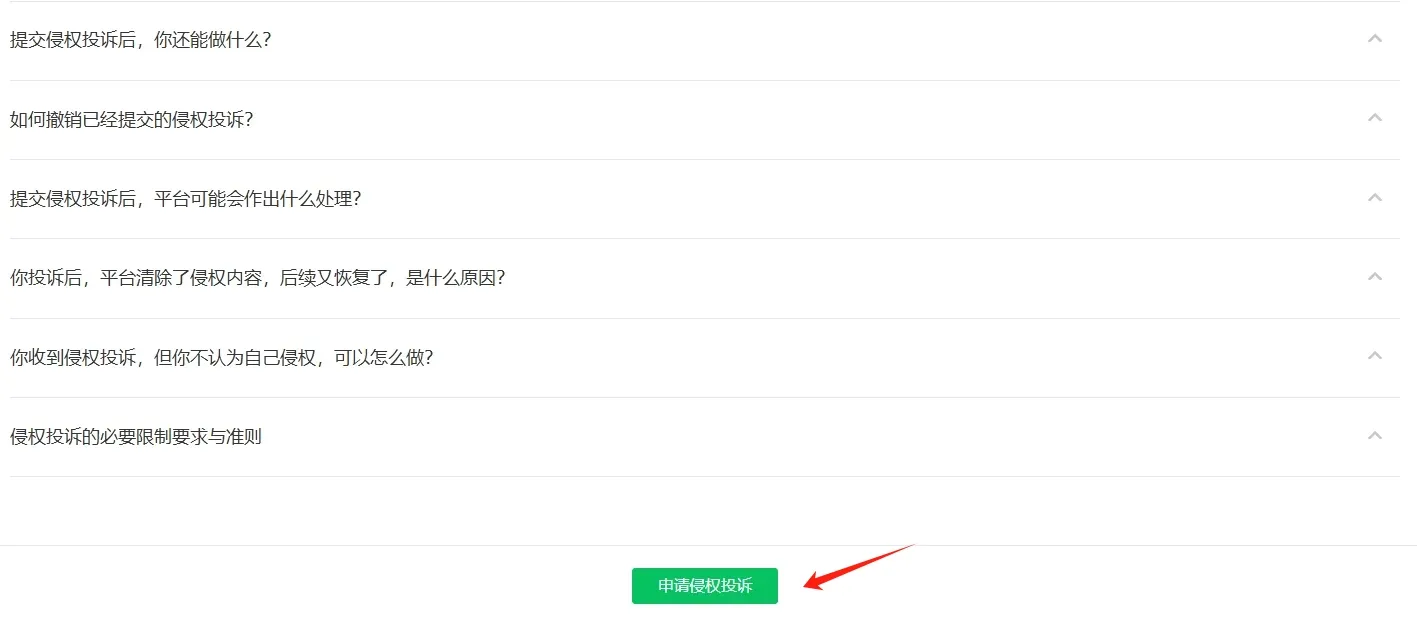 提交侵权投诉后，你还能做什么？
如何撤销已经提交的侵权投诉？
提交侵权投诉后，平台可能会作出什么处理？
你投诉后，平台清除了侵权内容，后续又恢复了，是什么原因？
你收到侵权投诉，但你不认为自己侵权，可以怎么做？
侵权投诉的必要限制要求与准则
申请侵权投诉